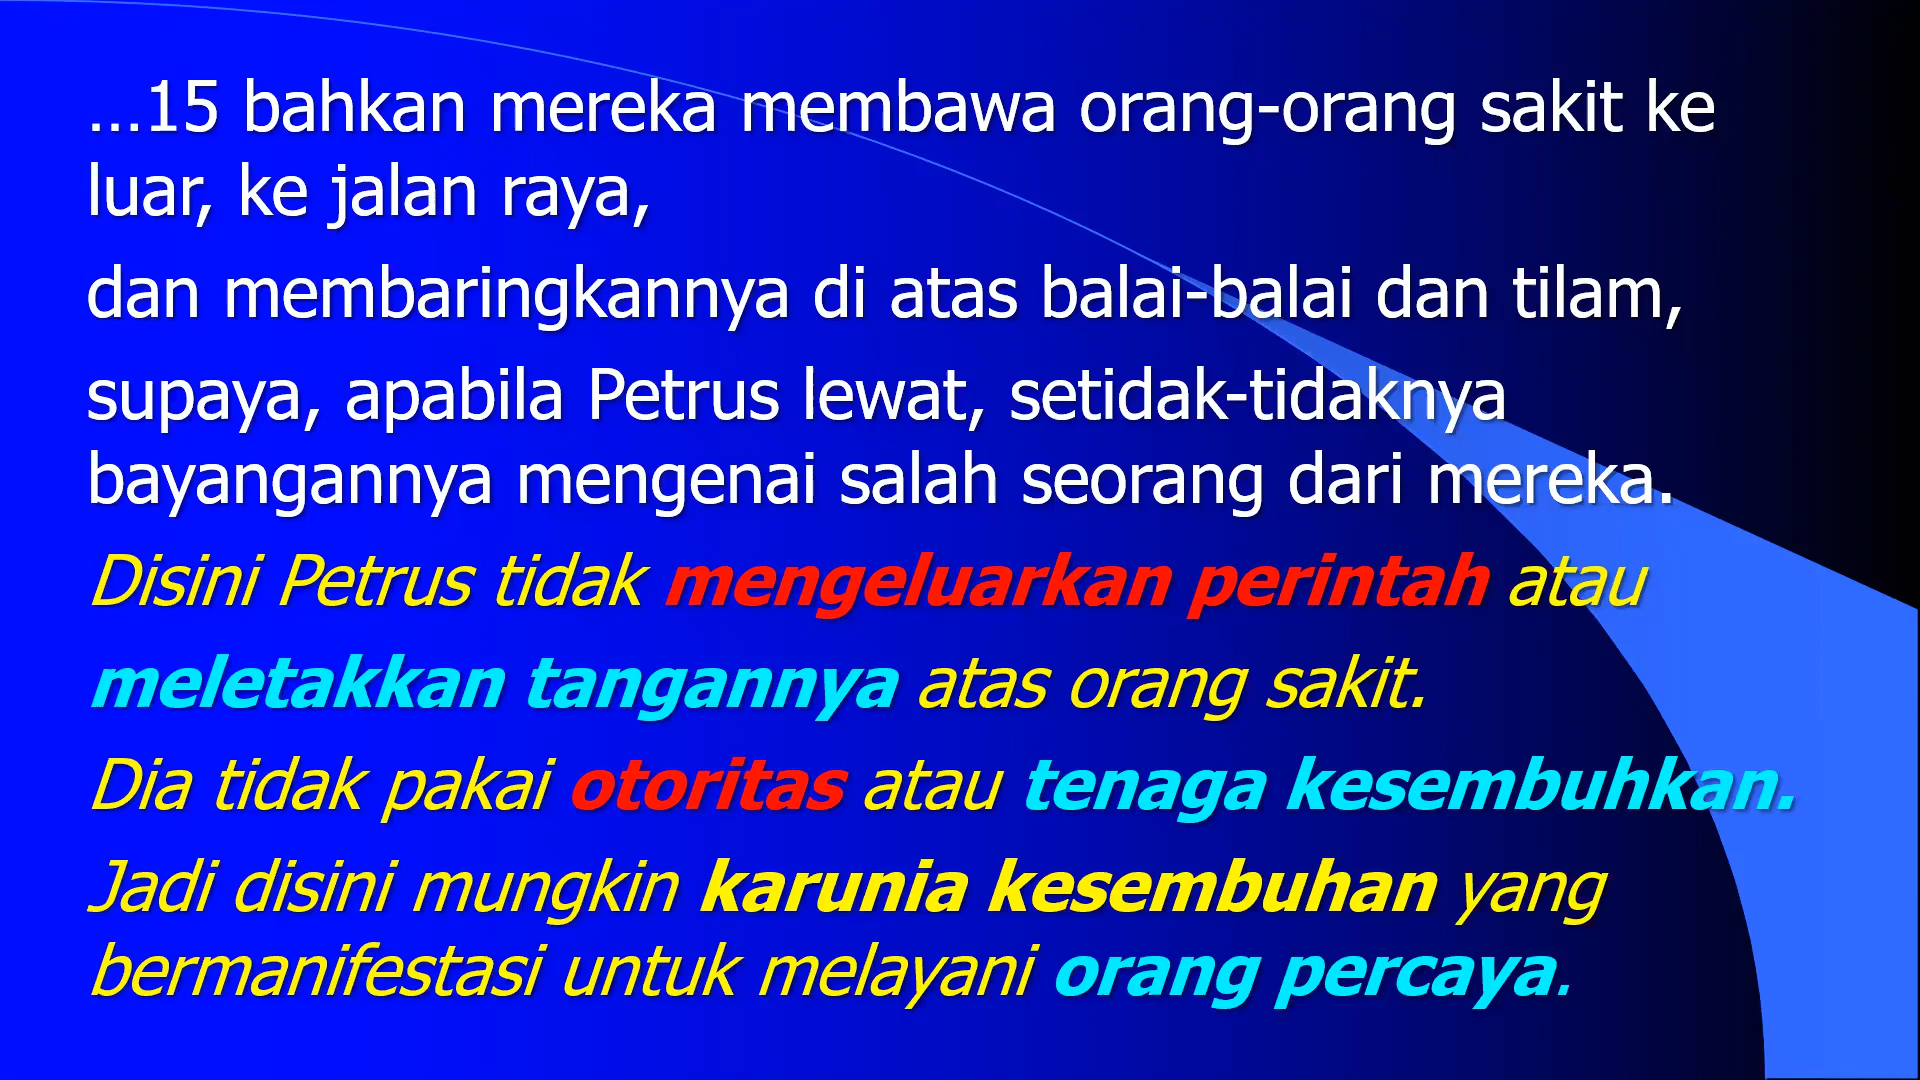 …15 bahkan mereka membawa orang-orang sakit ke
luar, ke jalan raya,
dan membaringkannya di atas balai-balai dan tilam,
supaya, apabila Petrus lewat, setidak-tidaknya
bayangannya mengenai salah seorang dari mereka.
Disini Petrus tidak mengeluarkan perintah atau
meletakkan tangannya atas orang sakit.
Dia tidak pakai otoritas atau tenaga kesembuhkan.
Jadi disini mungkin karunia kesembuhan yang
bermanifestasi untuk melayani orang percaya.